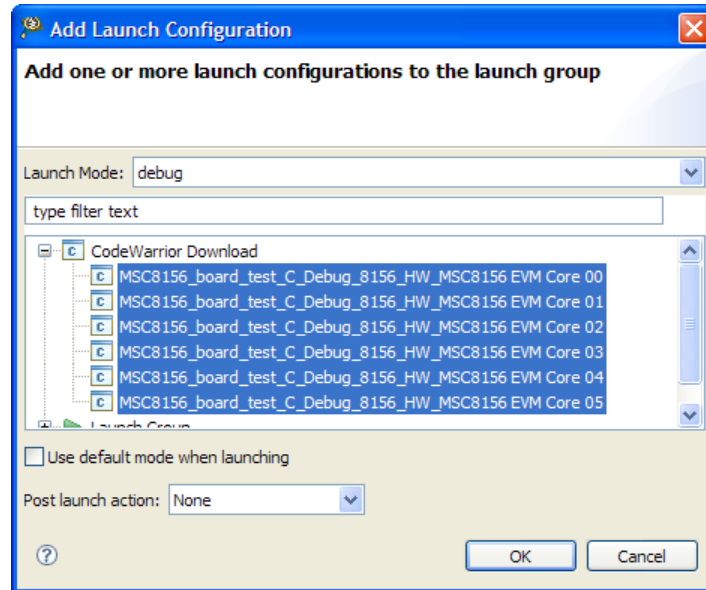 Add Launch Configuration
Add one or more launch configurations to the launch group
Launch Mode: debug
type filter text
CodeWarrior Download
MSC8156_board_test_C_Debug_8156_HW_MSC8156 EVM Core 00
MSC8156_board_test_C_Debug_8156_HW_MSC8156 EVM Core 01
MSC8156_board_test_C_Debug_8156_HW_MSC8156 EVM Core 02
MSC8156_board_test_C_Debug_8156_HW_MSC8156 EVM Core 03
MSC8156_board_test_C_Debug_8156_HW_MSC8156 EVM Core 04
MSC8156_board_test_C_Debug_8156_HW_MSC8156 EVM Core 05
Launch Group
Use default mode when launching
Post launch action: None
OK Cancel